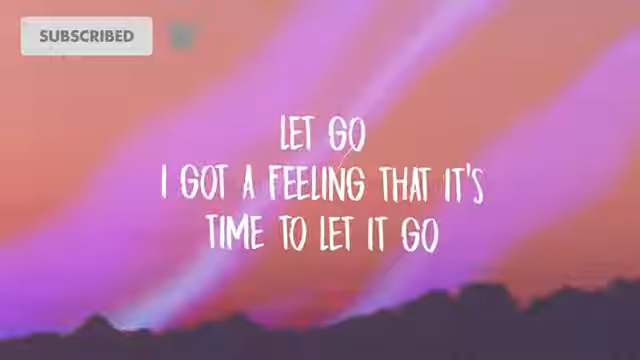 SUBSCRIBED
LET GO
I GOT A FEELING THAT IT'S
TIME TO LET IT GO